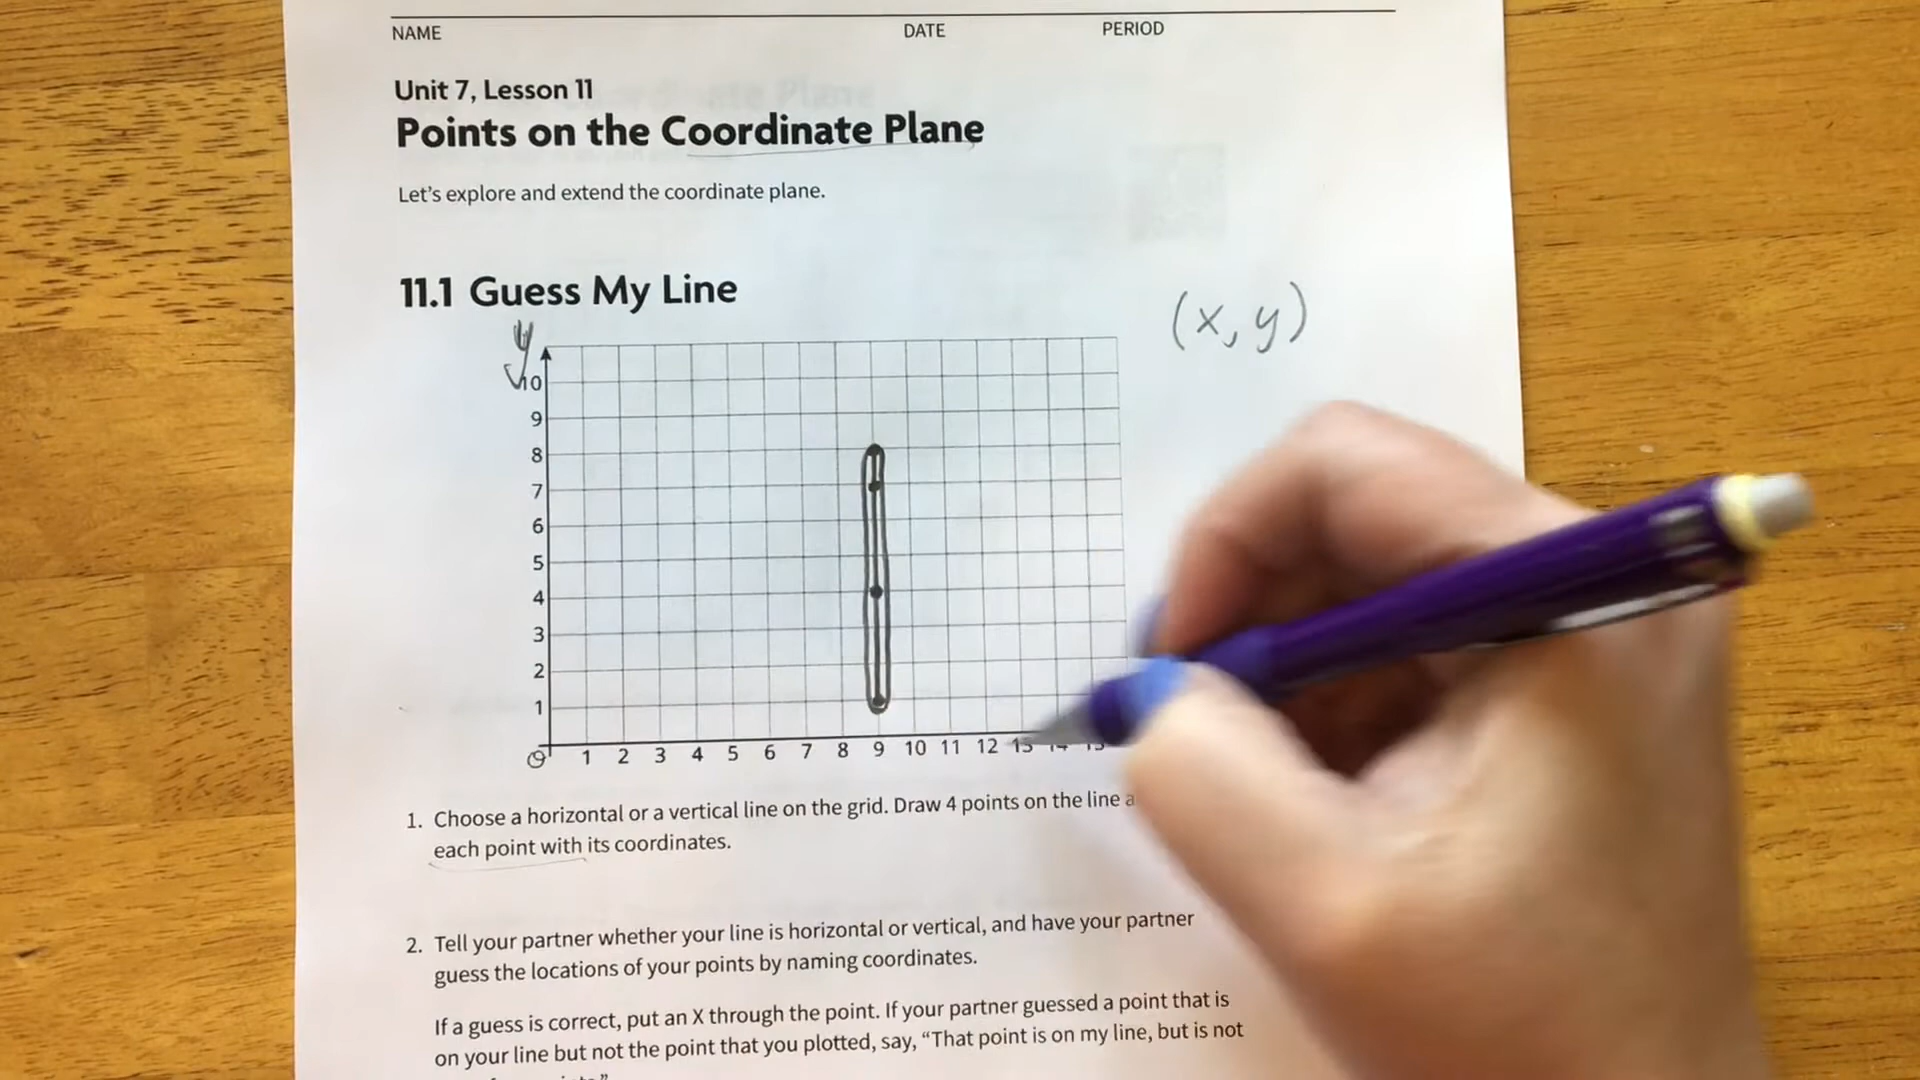 NAME DATE PERIOD
Unit 7, Lesson 11
Points on the Coordinate Plane
Let's explore and extend the coordinate plane.
11.1 Guess My Line
(x, y)
y
10
9
8
7
6
5
4
3
2
1
0 1 2 3 4 5 6 7 8 9 10 11 12 13
1. Choose a horizontal or a vertical line on the grid. Draw 4 points on the line
each point with its coordinates.
2. Tell your partner whether your line is horizontal or vertical, and have your partner
guess the locations of your points by naming coordinates.
If a guess is correct, put an X through the point. If your partner guessed a point that is
on your line but not the point that you plotted, say, “That point is on my line, but is not